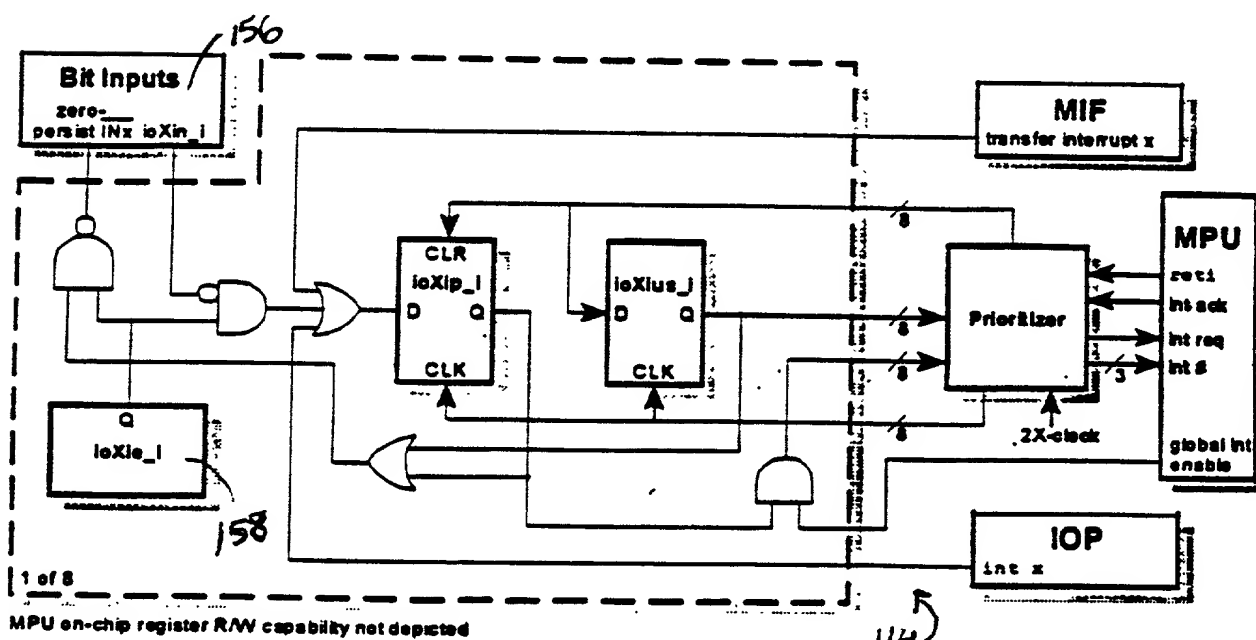 156
Bit Inputs
zero-
persist INx ioXin_i
MIF
transfer interrupt x
8
MPU
CLR
ioXip_i
D Q
CLK
ioXius_i
D Q
CLK
8
8
8
Prioritizer
2X-clock
reti
int ack
int req
int #
3
global int
enable
Q
ioXie_i
158
IOP
int x
1 of 8
MPU on-chip register R/W capability not depicted